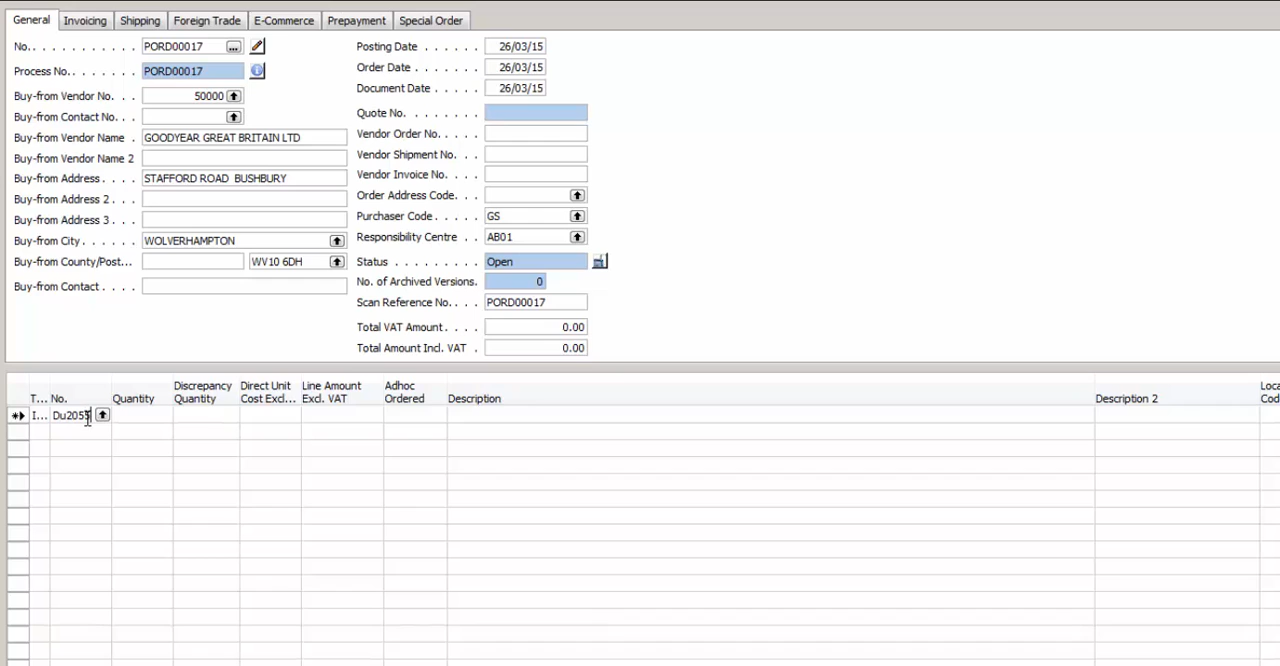 General Invoicing Shipping Foreign Trade E-Commerce Prepayment Special Order
No. . . . . . . . . . . . PORD00017 ...
Process No. . . . . . . PORD00017
Buy-from Vendor No. . . . 50000
Buy-from Contact No. . . .
Buy-from Vendor Name . GOODYEAR GREAT BRITAIN LTD
Buy-from Vendor Name 2
Buy-from Address . . . . STAFFORD ROAD BUSHBURY
Buy-from Address 2 . . .
Buy-from Address 3 . . .
Buy-from City . . . . . . WOLVERHAMPTON
Buy-from County/Post... WV10 6DH
Buy-from Contact . . . .
Posting Date . . . . . . 26/03/15
Order Date . . . . . . . 26/03/15
Document Date . . . . . 26/03/15
Quote No. . . . . . . . .
Vendor Order No. . . . .
Vendor Shipment No. . . .
Vendor Invoice No. . . . .
Order Address Code. . . .
Purchaser Code . . . . . GS
Responsibility Centre . . AB01
Status . . . . . . . . . Open
No. of Archived Versions. 0
Scan Reference No. . . . PORD00017
Total VAT Amount. . . . . 0.00
Total Amount Incl. VAT . 0.00
T... No. Quantity Discrepancy Quantity Direct Unit Cost Excl... Line Amount Excl. VAT Adhoc Ordered Description Description 2 Loca Cod
I... Du2055